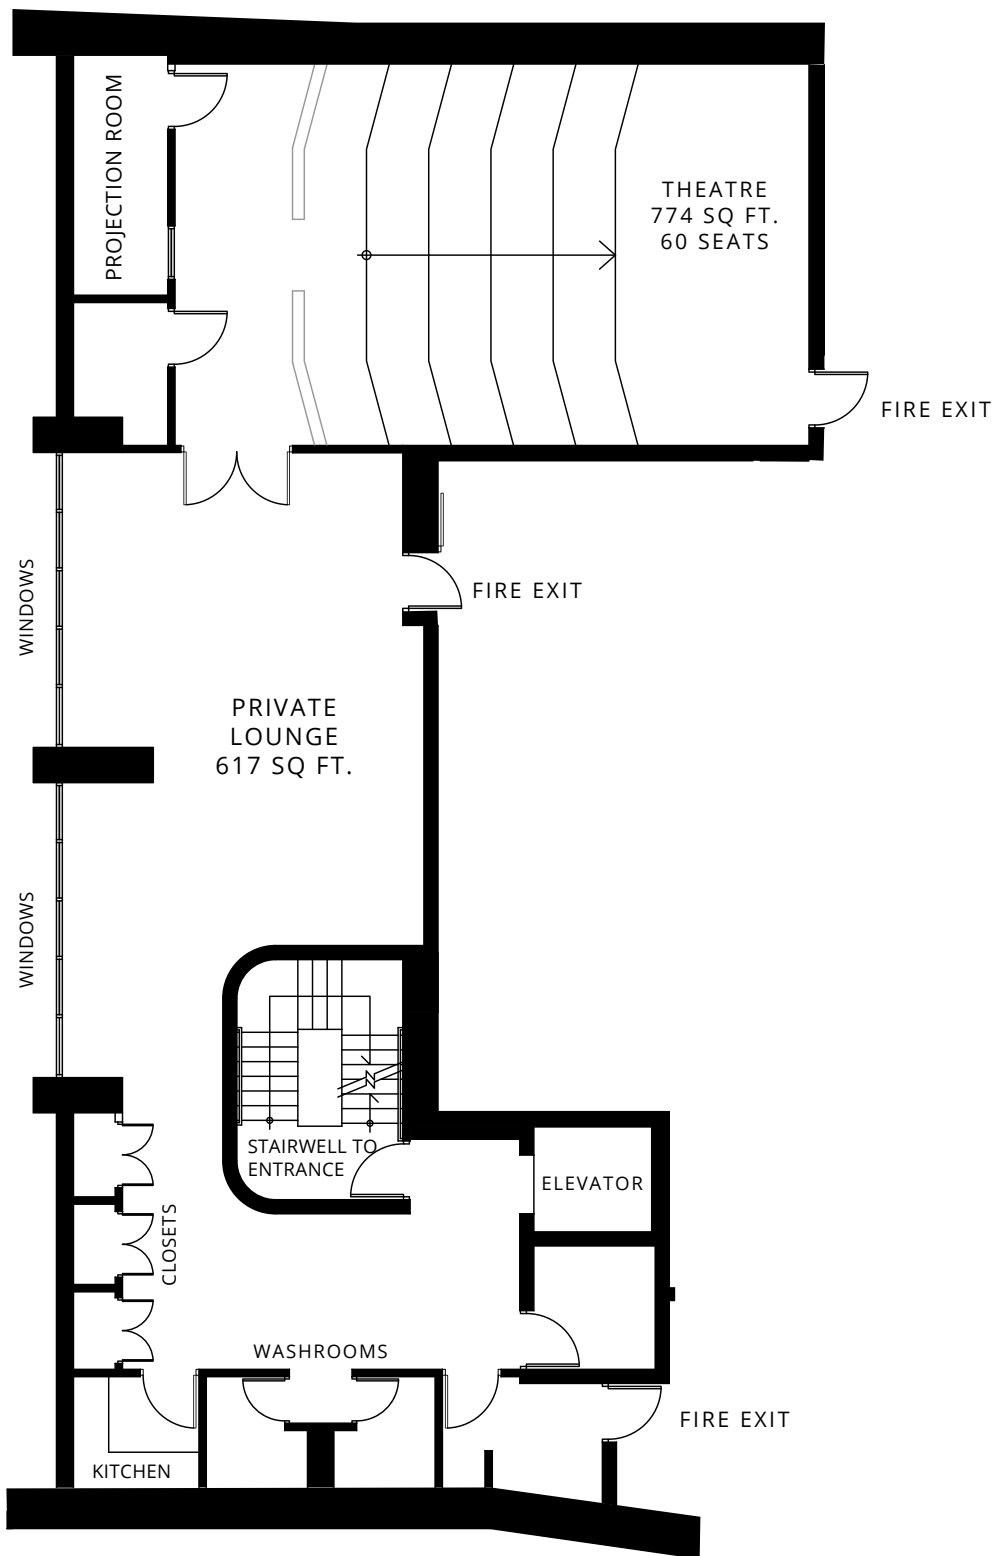 PROJECTION ROOM
THEATRE
774 SQ FT.
60 SEATS
FIRE EXIT
WINDOWS
FIRE EXIT
PRIVATE
LOUNGE
617 SQ FT.
WINDOWS
STAIRWELL TO
ENTRANCE
ELEVATOR
CLOSETS
WASHROOMS
FIRE EXIT
KITCHEN